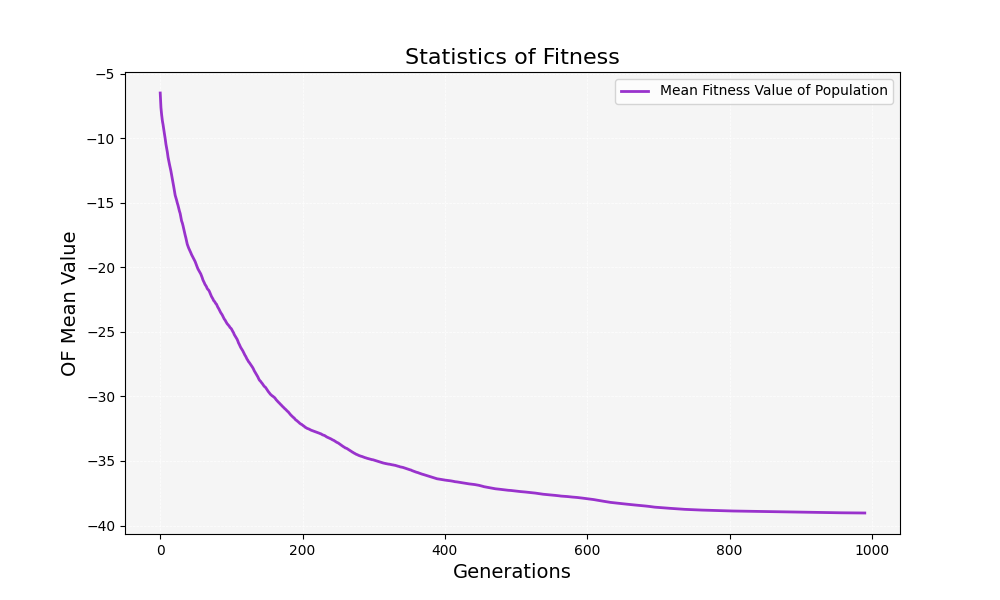 Statistics of Fitness
Mean Fitness Value of Population
OF Mean Value
−5
−10
−15
−20
−25
−30
−35
−40
0 200 400 600 800 1000
Generations